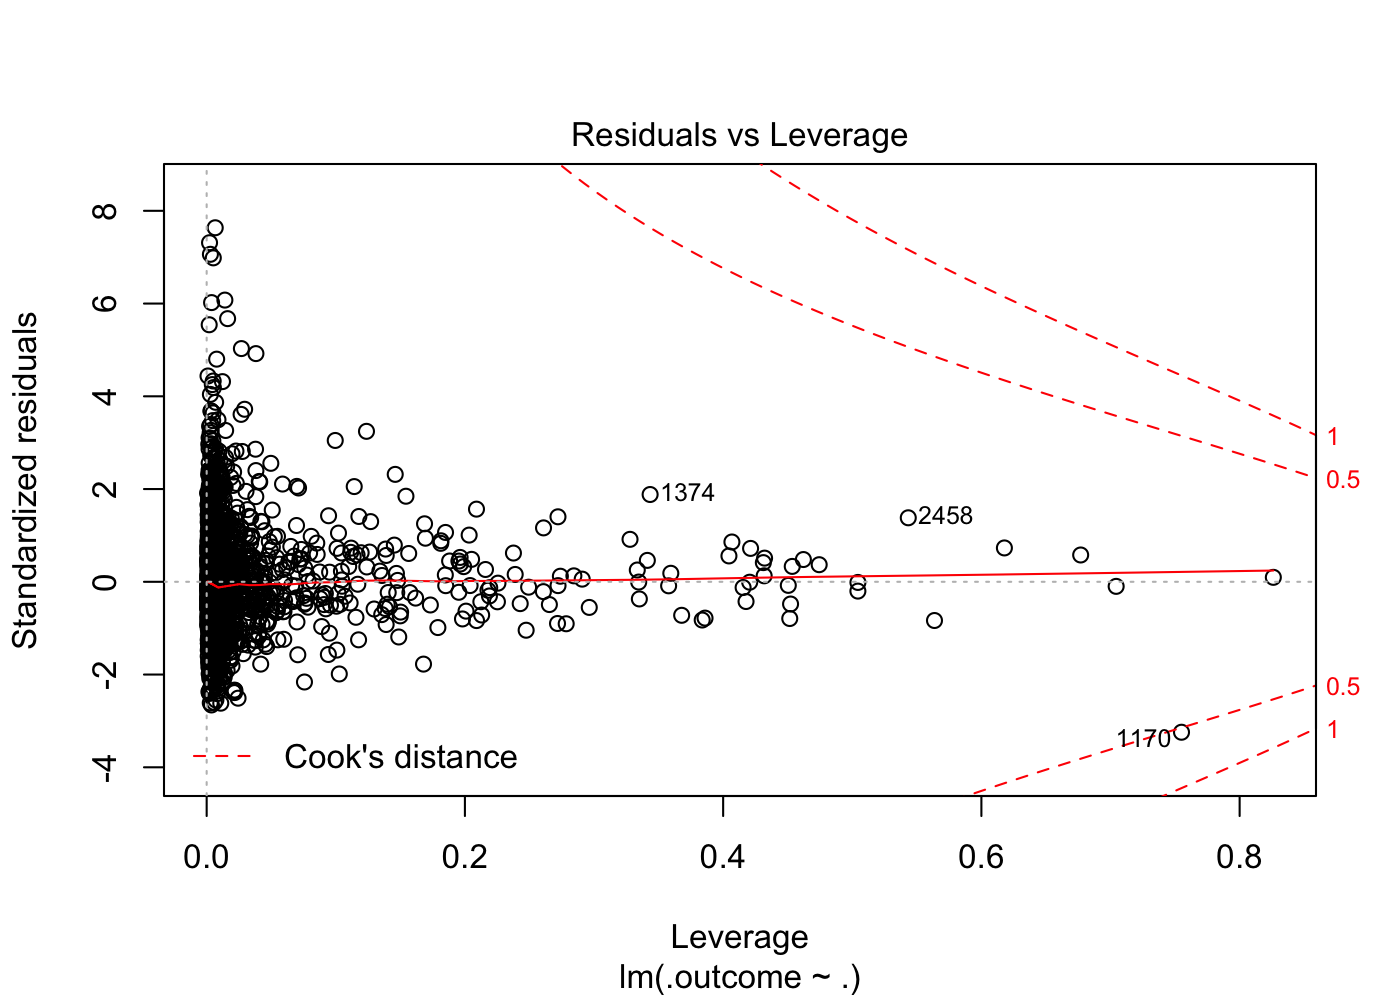 Residuals vs Leverage
Standardized residuals
8
6
4
2
0
-2
-4
1374
2458
1170
1
0.5
0.5
1
Cook's distance
0.0 0.2 0.4 0.6 0.8
Leverage
lm(.outcome ~ .)